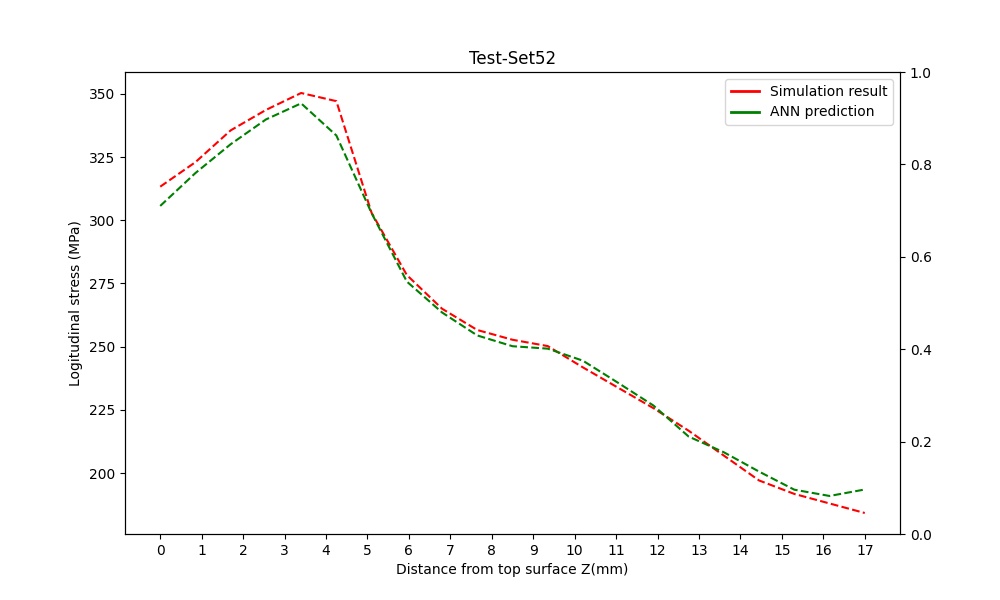 Test-Set52
Simulation result
ANN prediction
350
325
300
275
250
225
200
Logitudinal stress (MPa)
1.0
0.8
0.6
0.4
0.2
0.0
0 1 2 3 4 5 6 7 8 9 10 11 12 13 14 15 16 17
Distance from top surface Z(mm)